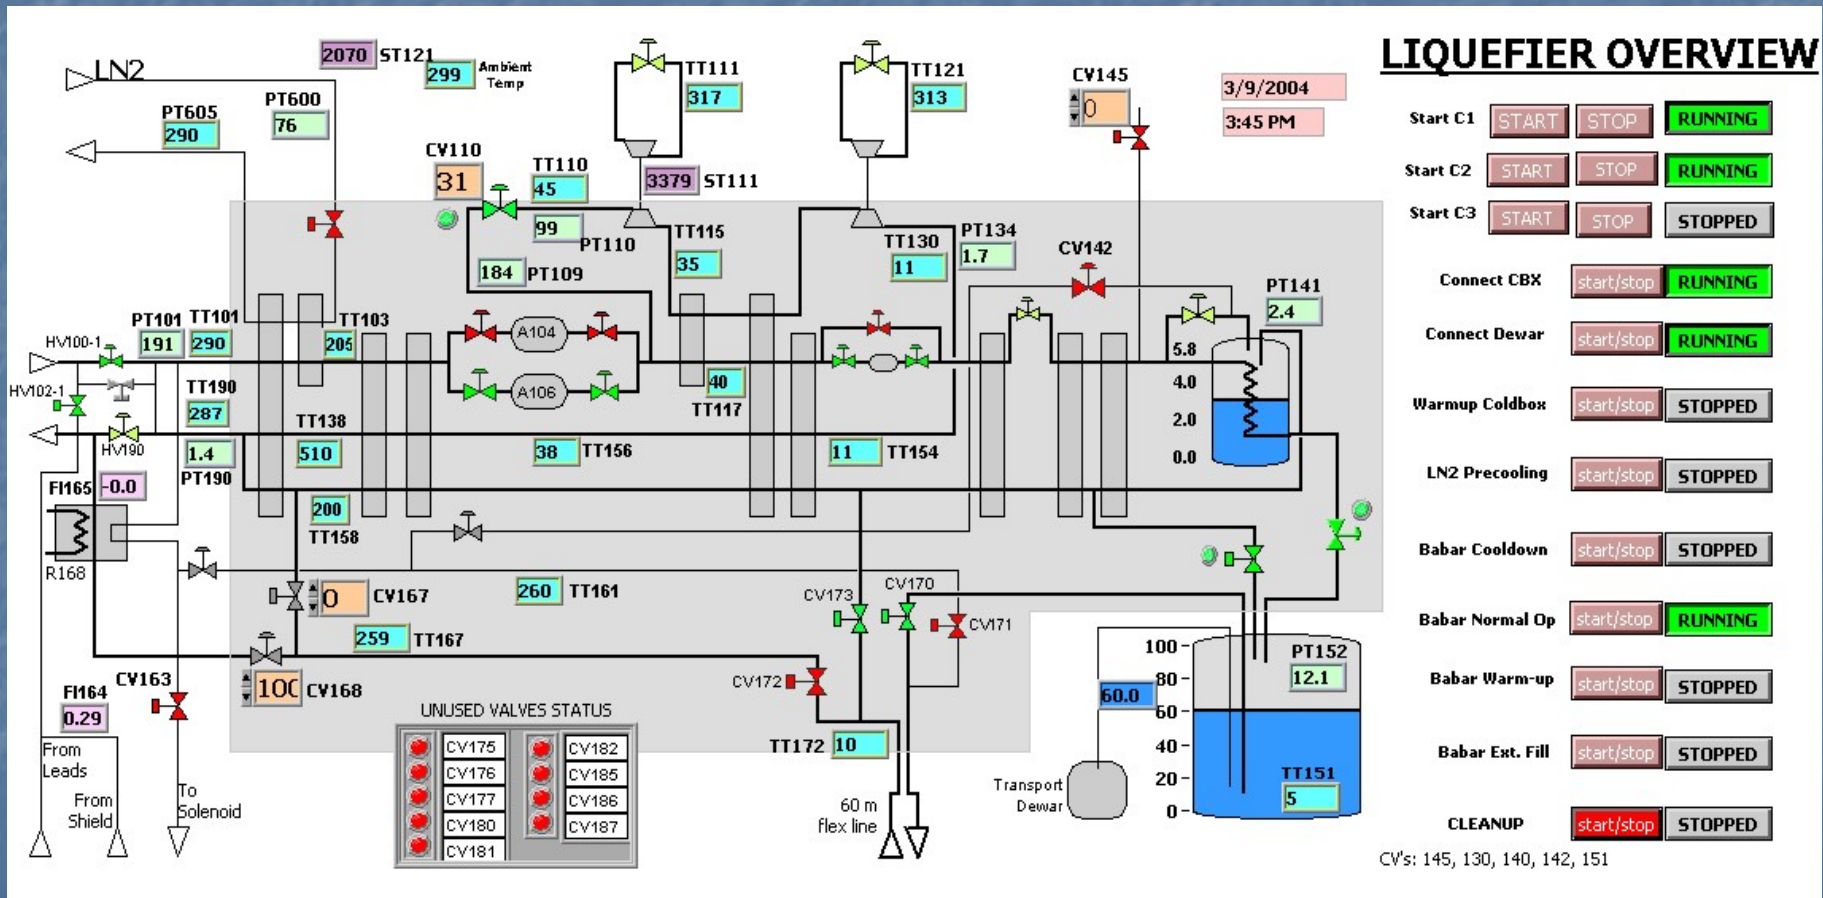 LIQUEFIER OVERVIEW
LN2
2070 ST121
299 Ambient Temp
PT605
290
PT600
76
TT111
317
TT121
313
CV145
0
3/9/2004
3:45 PM
CV110
31
TT110
45
3379 ST111
99
PT110
184 PT109
TT115
35
TT130
11
PT134
1.7
CV142
PT141
2.4
HV100-1
PT101
191
TT101
290
TT103
205
A104
A106
5.8
4.0
2.0
0.0
HV102-1
TT190
287
40
TT117
HV190
1.4
PT190
TT138
510
38 TT156
11 TT154
FI165
-0.0
200
TT158
R168
0 CV167
260 TT161
259 TT167
CV173
CV170
CV171
CV163
100 CV168
CV172
FI164
0.29
UNUSED VALVES STATUS
CV175
CV176
CV177
CV180
CV181
CV182
CV185
CV186
CV187
TT172 10
From Leads
From Shield
To Solenoid
60 m
flex line
Transport
Dewar
60.0
100
80
60
40
20
0
PT152
12.1
TT151
5
Start C1 START STOP RUNNING
Start C2 START STOP RUNNING
Start C3 START STOP STOPPED
Connect CBX start/stop RUNNING
Connect Dewar start/stop RUNNING
Warmup Coldbox start/stop STOPPED
LN2 Precooling start/stop STOPPED
Babar Cooldown start/stop STOPPED
Babar Normal Op start/stop RUNNING
Babar Warm-up start/stop STOPPED
Babar Ext. Fill start/stop STOPPED
CLEANUP start/stop STOPPED
CV's: 145, 130, 140, 142, 151